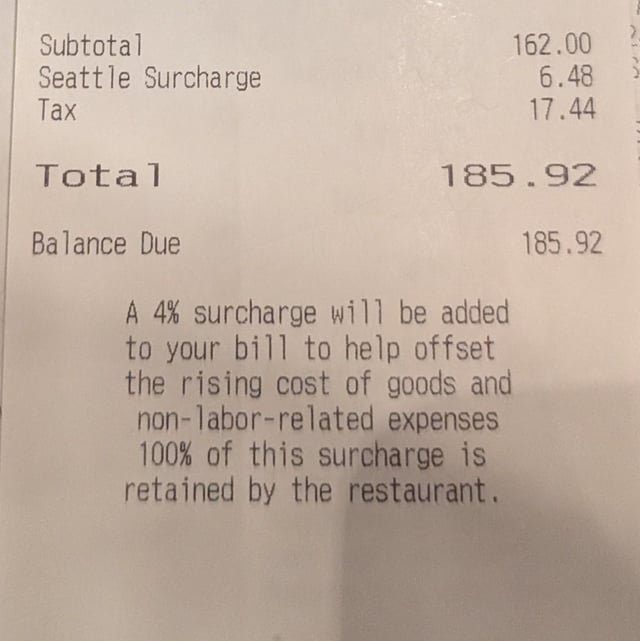 Subtotal 162.00
Seattle Surcharge 6.48
Tax 17.44
Total 185.92
Balance Due 185.92
A 4% surcharge will be added
to your bill to help offset
the rising cost of goods and
non-labor-related expenses
100% of this surcharge is
retained by the restaurant.